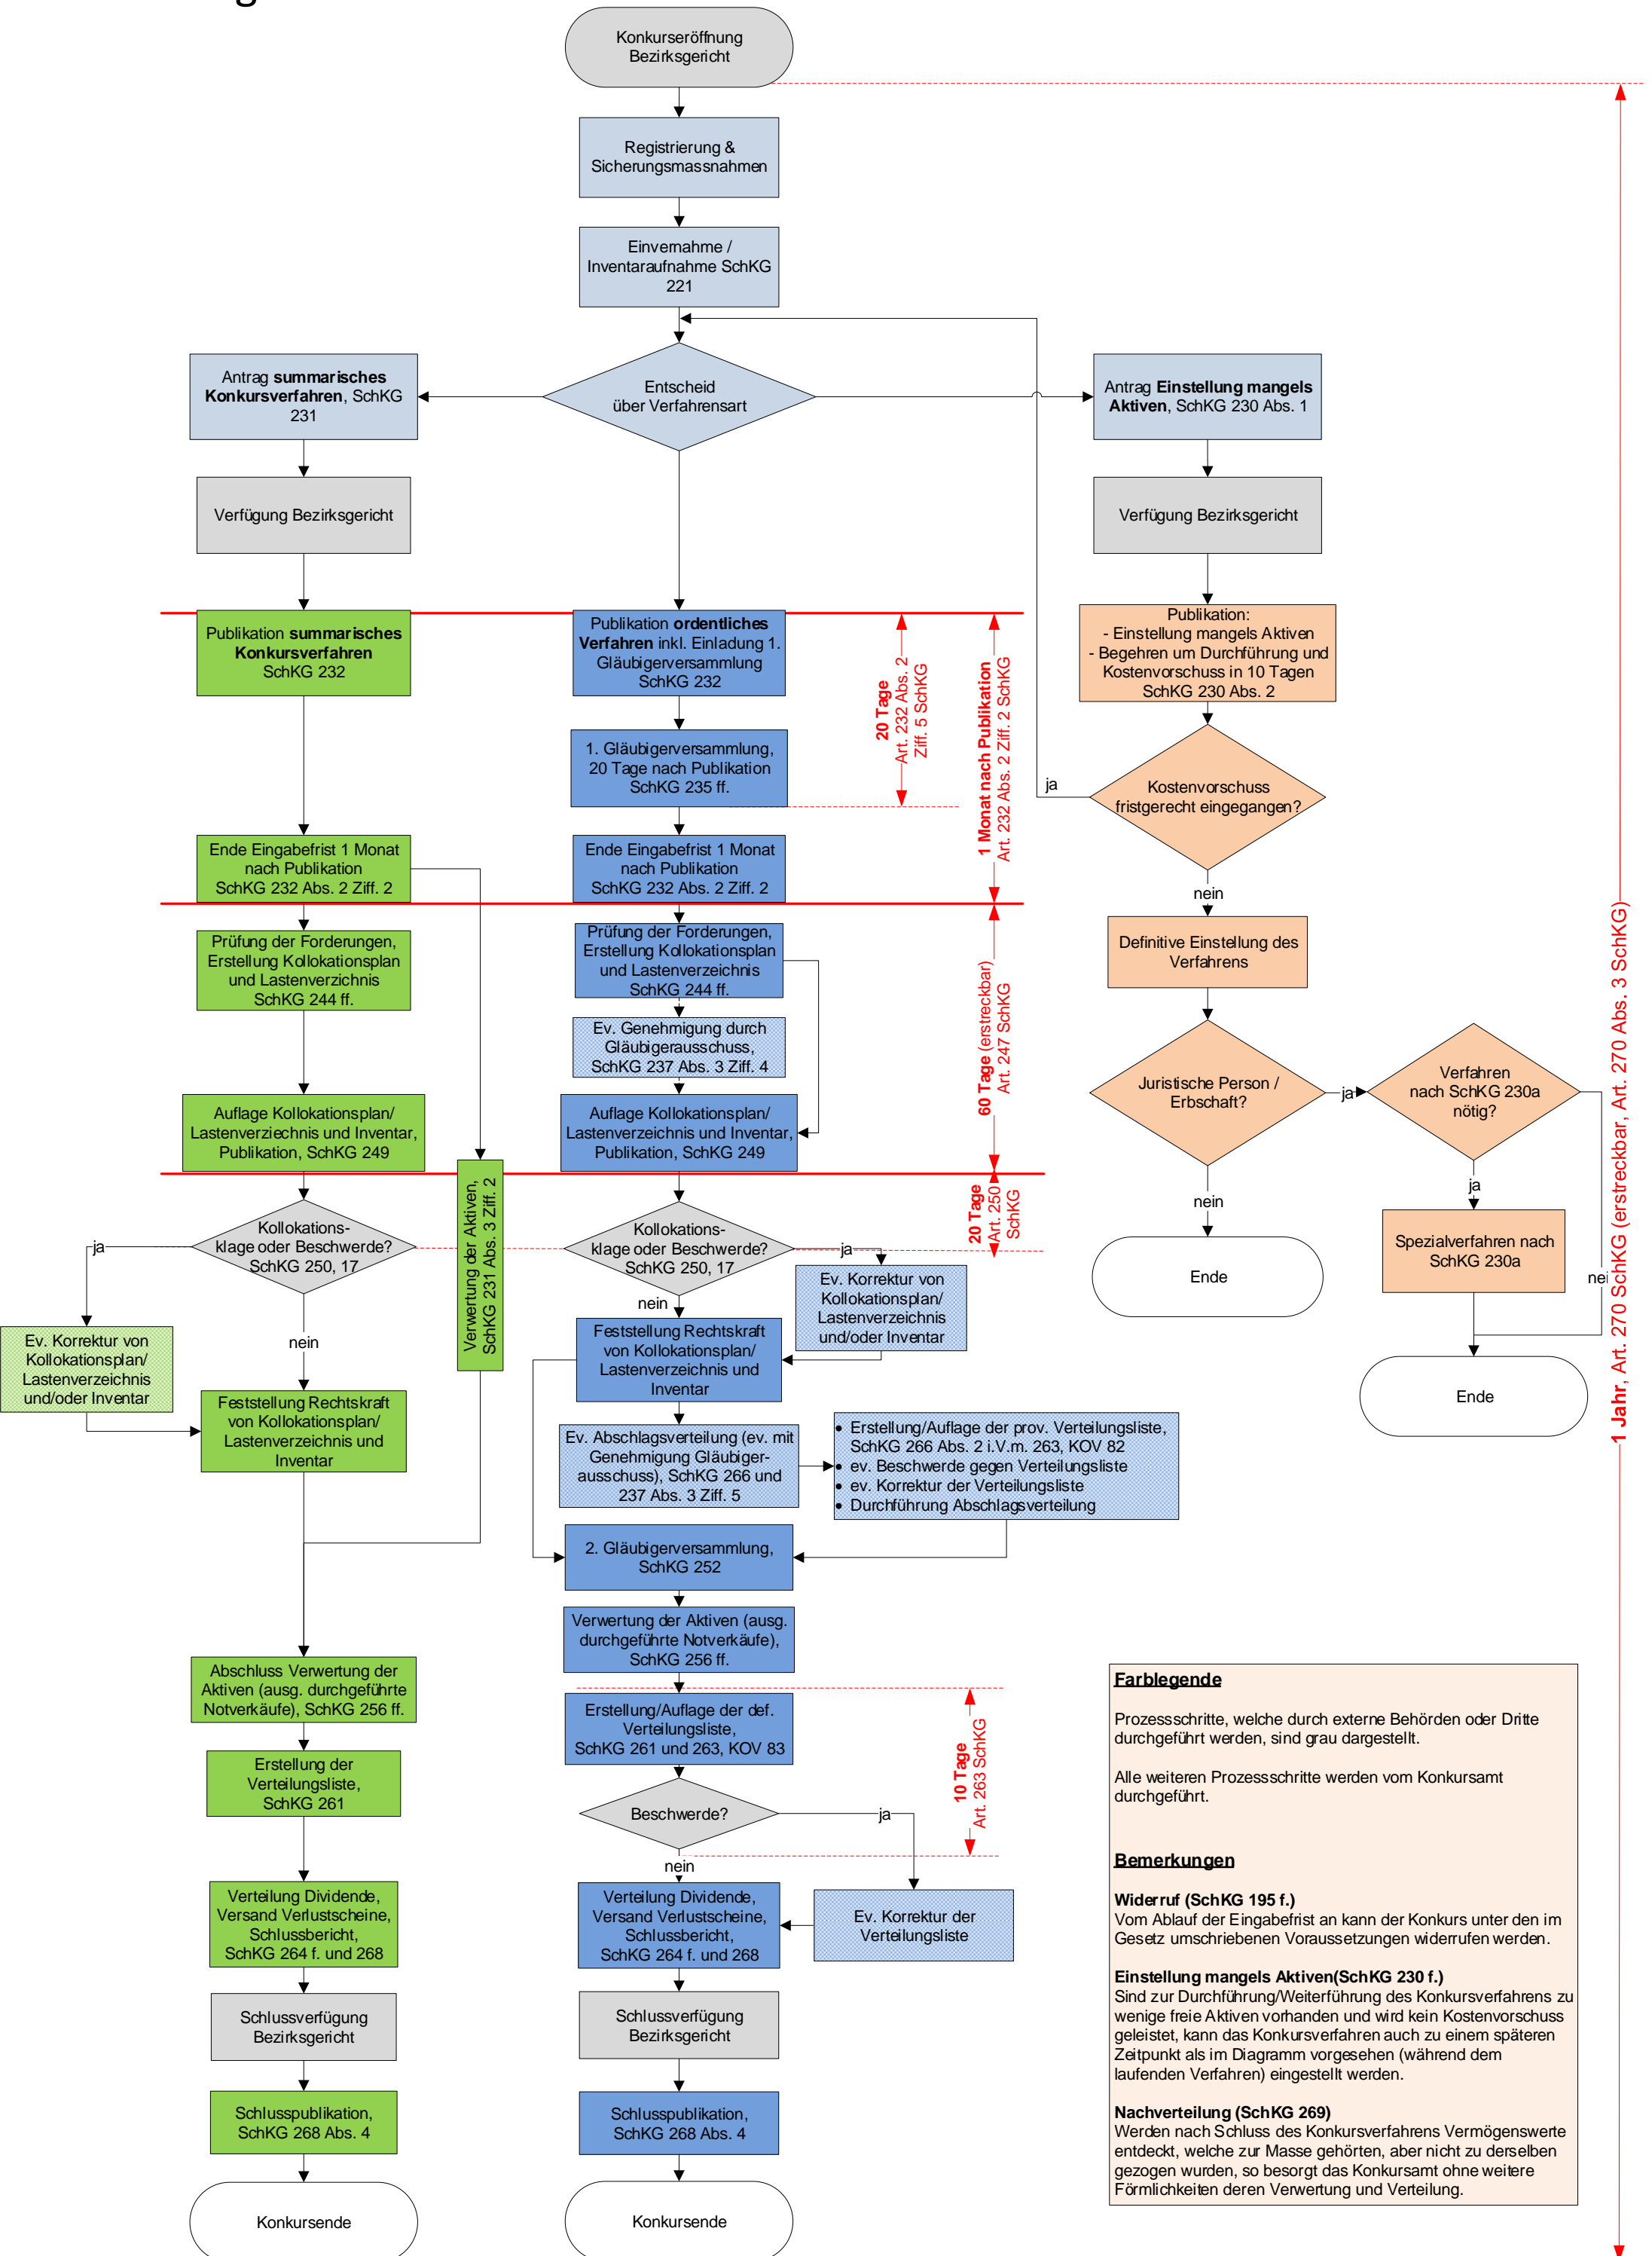 Konkurseröffnung
Bezirksgericht
Registrierung &
Sicherungsmassnahmen
Einvernahme /
Inventaraufnahme SchKG
221
Entscheid
über Verfahrensart
Antrag summarisches
Konkursverfahren, SchKG
231
Antrag Einstellung mangels
Aktiven, SchKG 230 Abs. 1
Verfügung Bezirksgericht
Verfügung Bezirksgericht
Publikation summarisches
Konkursverfahren
SchKG 232
Publikation ordentliches
Verfahren inkl. Einladung 1.
Gläubigerversammlung
SchKG 232
20 Tage
Art. 232 Abs. 2
Ziff. 5 SchKG
1 Monat nach Publikation
Art. 232 Abs. 2 Ziff. 2 SchKG
Publikation:
- Einstellung mangels Aktiven
- Begehren um Durchführung und
Kostenvorschuss in 10 Tagen
SchKG 230 Abs. 2
1. Gläubigerversammlung,
20 Tage nach Publikation
SchKG 235 ff.
Kostenvorschuss
fristgerecht eingegangen?
ja
nein
Ende Eingabefrist 1 Monat
nach Publikation
SchKG 232 Abs. 2 Ziff. 2
Ende Eingabefrist 1 Monat
nach Publikation
SchKG 232 Abs. 2 Ziff. 2
Prüfung der Forderungen,
Erstellung Kollokationsplan
und Lastenverzichnis
SchKG 244 ff.
Prüfung der Forderungen,
Erstellung Kollokationsplan
und Lastenverzeichnis
SchKG 244 ff.
Ev. Genehmigung durch
Gläubigerausschuss,
SchKG 237 Abs. 3 Ziff. 4
60 Tage (erstreckbar)
Art. 247 SchKG
Definitive Einstellung des
Verfahrens
Juristische Person /
Erbschaft?
ja
nein
Verfahren
nach SchKG 230a
nötig?
ja
nei
Spezialverfahren nach
SchKG 230a
Ende
Ende
1 Jahr, Art. 270 SchKG (erstreckbar, Art. 270 Abs. 3 SchKG)
Auflage Kollokationsplan/
Lastenverziechnis und Inventar,
Publikation, SchKG 249
Auflage Kollokationsplan/
Lastenverzeichnis und Inventar,
Publikation, SchKG 249
Verwertung der Aktiven,
SchKG 231 Abs. 3 Ziff. 2
20 Tage
Art. 250
SchKG
Kollokations-
klage oder Beschwerde?
SchKG 250, 17
ja
nein
Kollokations-
klage oder Beschwerde?
SchKG 250, 17
ja
nein
Ev. Korrektur von
Kollokationsplan/
Lastenverzeichnis
und/oder Inventar
Ev. Korrektur von
Kollokationsplan/
Lastenverzeichnis
und/oder Inventar
Feststellung Rechtskraft
von Kollokationsplan/
Lastenverzeichnis und
Inventar
Feststellung Rechtskraft
von Kollokationsplan/
Lastenverzeichnis und
Inventar
Ev. Abschlagsverteilung (ev. mit
Genehmigung Gläubiger-
ausschuss), SchKG 266 und
237 Abs. 3 Ziff. 5
• Erstellung/Auflage der prov. Verteilungsliste,
SchKG 266 Abs. 2 i.V.m. 263, KOV 82
• ev. Beschwerde gegen Verteilungsliste
• ev. Korrektur der Verteilungsliste
• Durchführung Abschlagsverteilung
2. Gläubigerversammlung,
SchKG 252
Verwertung der Aktiven (ausg.
durchgeführte Notverkäufe),
SchKG 256 ff.
Abschluss Verwertung der
Aktiven (ausg. durchgeführte
Notverkäufe), SchKG 256 ff.
Erstellung/Auflage der def.
Verteilungsliste,
SchKG 261 und 263, KOV 83
10 Tage
Art. 263 SchKG
Erstellung der
Verteilungsliste,
SchKG 261
Beschwerde?
ja
nein
Verteilung Dividende,
Versand Verlustscheine,
Schlussbericht,
SchKG 264 f. und 268
Verteilung Dividende,
Versand Verlustscheine,
Schlussbericht,
SchKG 264 f. und 268
Ev. Korrektur der
Verteilungsliste
Schlussverfügung
Bezirksgericht
Schlussverfügung
Bezirksgericht
Schlusspublikation,
SchKG 268 Abs. 4
Schlusspublikation,
SchKG 268 Abs. 4
Konkursende
Konkursende
Farblegende
Prozessschritte, welche durch externe Behörden oder Dritte
durchgeführt werden, sind grau dargestellt.
Alle weiteren Prozessschritte werden vom Konkursamt
durchgeführt.
Bemerkungen
Widerruf (SchKG 195 f.)
Vom Ablauf der Eingabefrist an kann der Konkurs unter den im
Gesetz umschriebenen Voraussetzungen widerrufen werden.
Einstellung mangels Aktiven(SchKG 230 f.)
Sind zur Durchführung/Weiterführung des Konkursverfahrens zu
wenige freie Aktiven vorhanden und wird kein Kostenvorschuss
geleistet, kann das Konkursverfahren auch zu einem späteren
Zeitpunkt als im Diagramm vorgesehen (während dem
laufenden Verfahren) eingestellt werden.
Nachverteilung (SchKG 269)
Werden nach Schluss des Konkursverfahrens Vermögenswerte
entdeckt, welche zur Masse gehörten, aber nicht zu derselben
gezogen wurden, so besorgt das Konkursamt ohne weitere
Förmlichkeiten deren Verwertung und Verteilung.